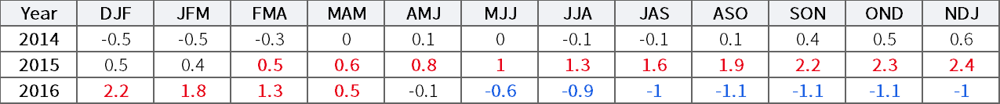 Year DJF JFM FMA MAM AMJ MJJ JJA JAS ASO SON OND NDJ
2014 -0.5 -0.5 -0.3 0 0.1 0 -0.1 -0.1 0.1 0.4 0.5 0.6
2015 0.5 0.4 0.5 0.6 0.8 1 1.3 1.6 1.9 2.2 2.3 2.4
2016 2.2 1.8 1.3 0.5 -0.1 -0.6 -0.9 -1 -1.1 -1.1 -1.1 -1